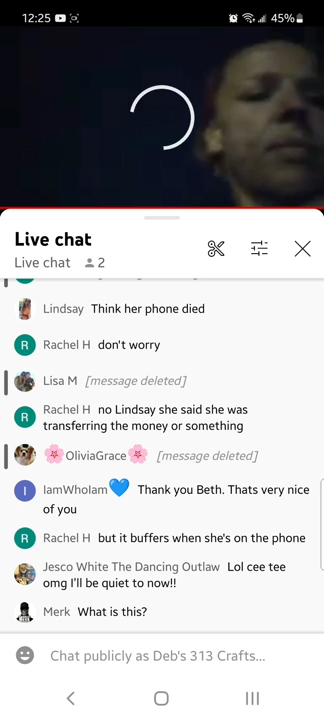 12:25
45%
Live chat
Live chat 2
Lindsay Think her phone died
R Rachel H don't worry
Lisa M [message deleted]
R Rachel H no Lindsay she said she was
transferring the money or something
🌸OliviaGrace🌸 [message deleted]
I IamWhoIam💙 Thank you Beth. Thats very nice
of you
R Rachel H but it buffers when she's on the phone
Jesco White The Dancing Outlaw Lol cee tee
omg I'll be quiet to now!!
Merk What is this?
Chat publicly as Deb's 313 Crafts...